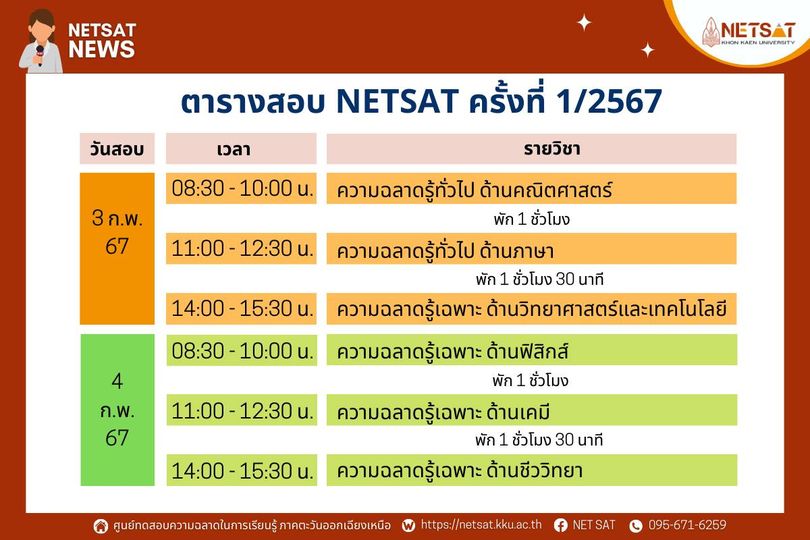 NETSAT
NEWS
NETSAT
KHON KAEN UNIVERSITY
ตารางสอบ NETSAT ครั้งที่ 1/2567
วันสอบ เวลา รายวิชา
08:30 - 10:00 น. ความฉลาดรู้ทั่วไป ด้านคณิตศาสตร์
3 ก.พ.
67
พัก 1 ชั่วโมง
11:00 - 12:30 น. ความฉลาดรู้ทั่วไป ด้านภาษา
พัก 1 ชั่วโมง 30 นาที
14:00 - 15:30 น. ความฉลาดรู้เฉพาะ ด้านวิทยาศาสตร์และเทคโนโลยี
08:30 - 10:00 น. ความฉลาดรู้เฉพาะ ด้านฟิสิกส์
4
ก.พ.
67
พัก 1 ชั่วโมง
11:00 - 12:30 น. ความฉลาดรู้เฉพาะ ด้านเคมี
พัก 1 ชั่วโมง 30 นาที
14:00 - 15:30 น. ความฉลาดรู้เฉพาะ ด้านชีววิทยา
ศูนย์ทดสอบความฉลาดในการเรียนรู้ ภาคตะวันออกเฉียงเหนือ https://netsat.kku.ac.th NET SAT 095-671-6259